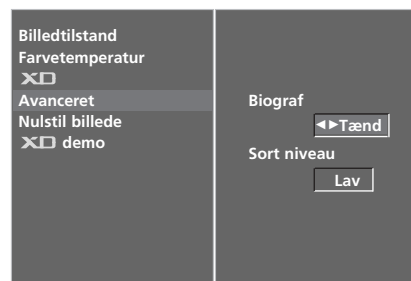 Billedtilstand
Farvetemperatur
XD
Avanceret
Nulstil billede
XD demo
Biograf
◄►Tænd
Sort niveau
Lav